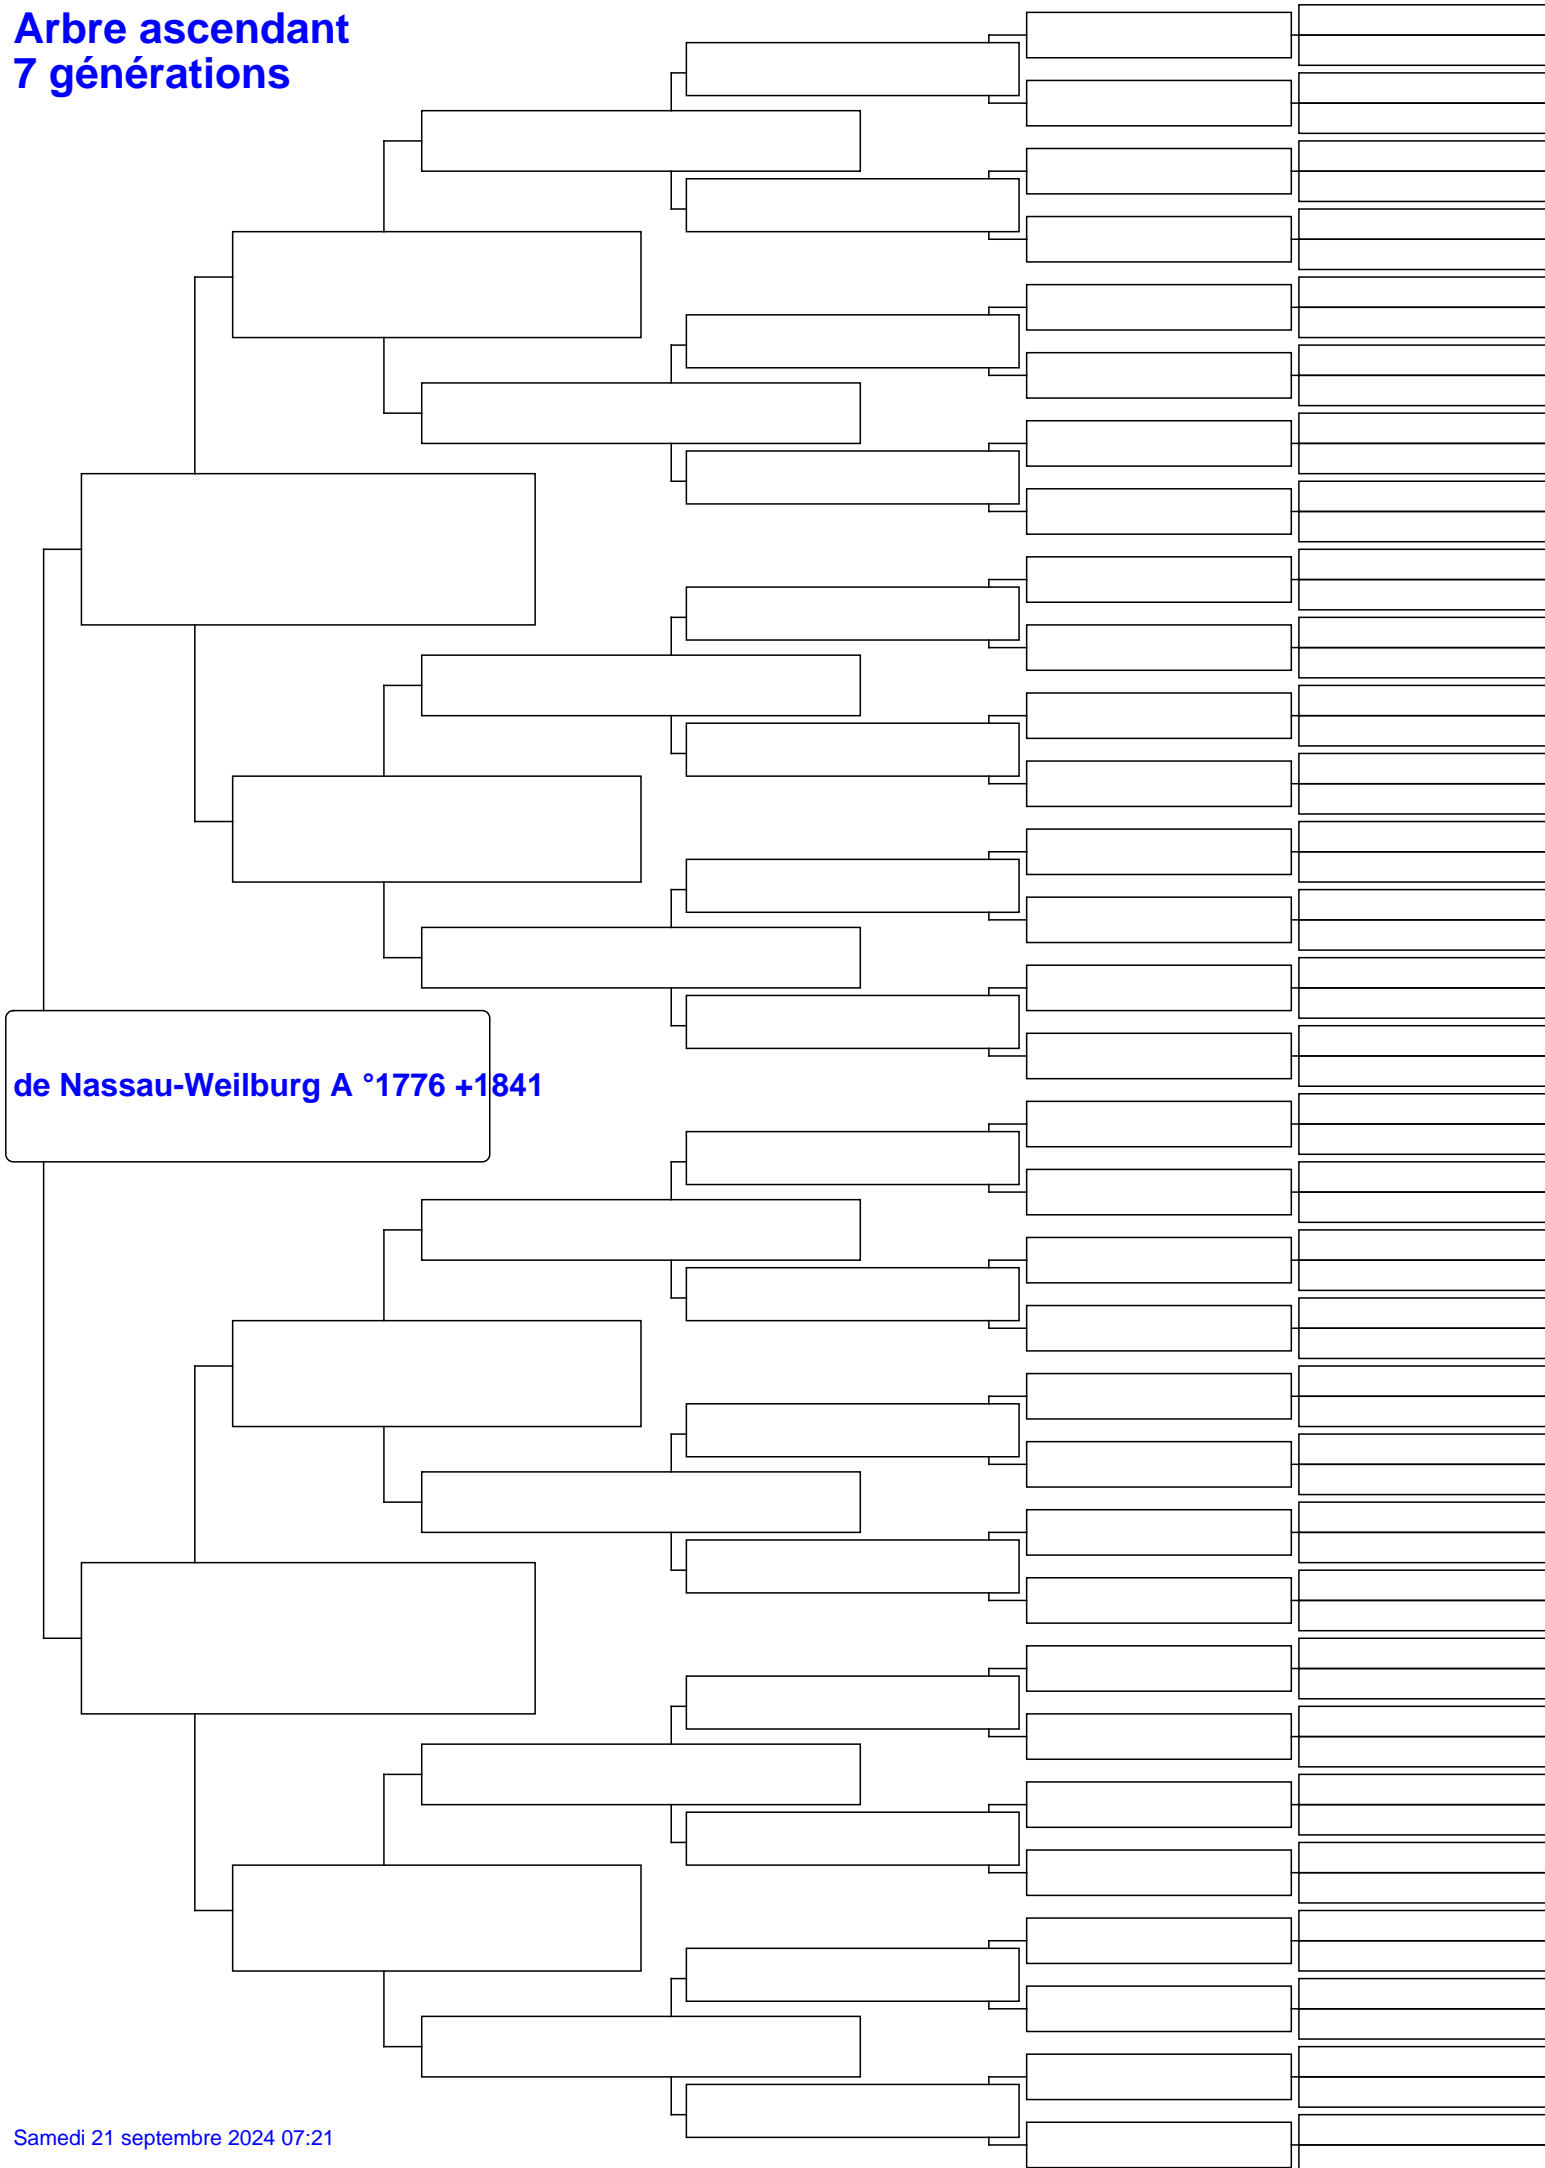 Arbre ascendant
7 générations
de Nassau-Weilburg A °1776 +1841
Samedi 21 septembre 2024 07:21